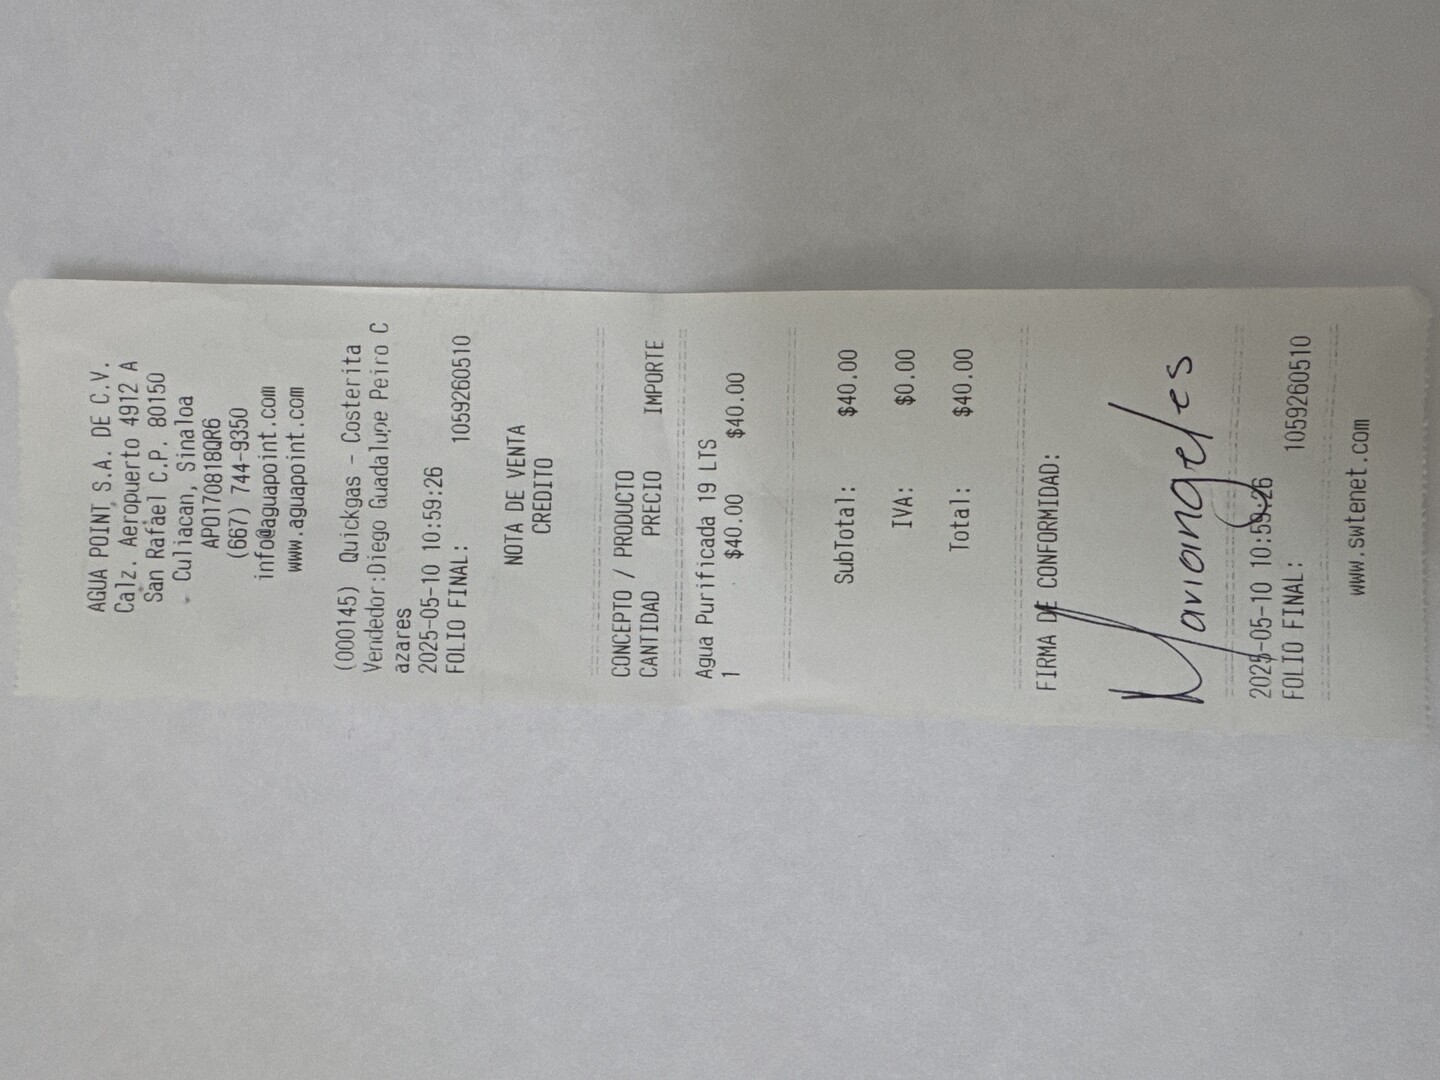 AGUA POINT, S.A. DE C.V.
Calz. Aeropuerto 4912 A
San Rafael C.P. 80150
Culiacan, Sinaloa
APO170818QR6
(667) 744-9350
info@aguapoint.com
www.aguapoint.com
(000145) Quickgas - Costerita
Vendedor:Diego Guadalupe Peiro C
azares
2025-05-10 10:59:26
FOLIO FINAL: 1059260510
NOTA DE VENTA
CREDITO
CONCEPTO / PRODUCTO
CANTIDAD PRECIO IMPORTE
Agua Purificada 19 LTS
1 $40.00 $40.00
SubTotal: $40.00
IVA: $0.00
Total: $40.00
FIRMA DE CONFORMIDAD:
Mariangeles
2025-05-10 10:59:26
FOLIO FINAL: 1059260510
www.swtenet.com